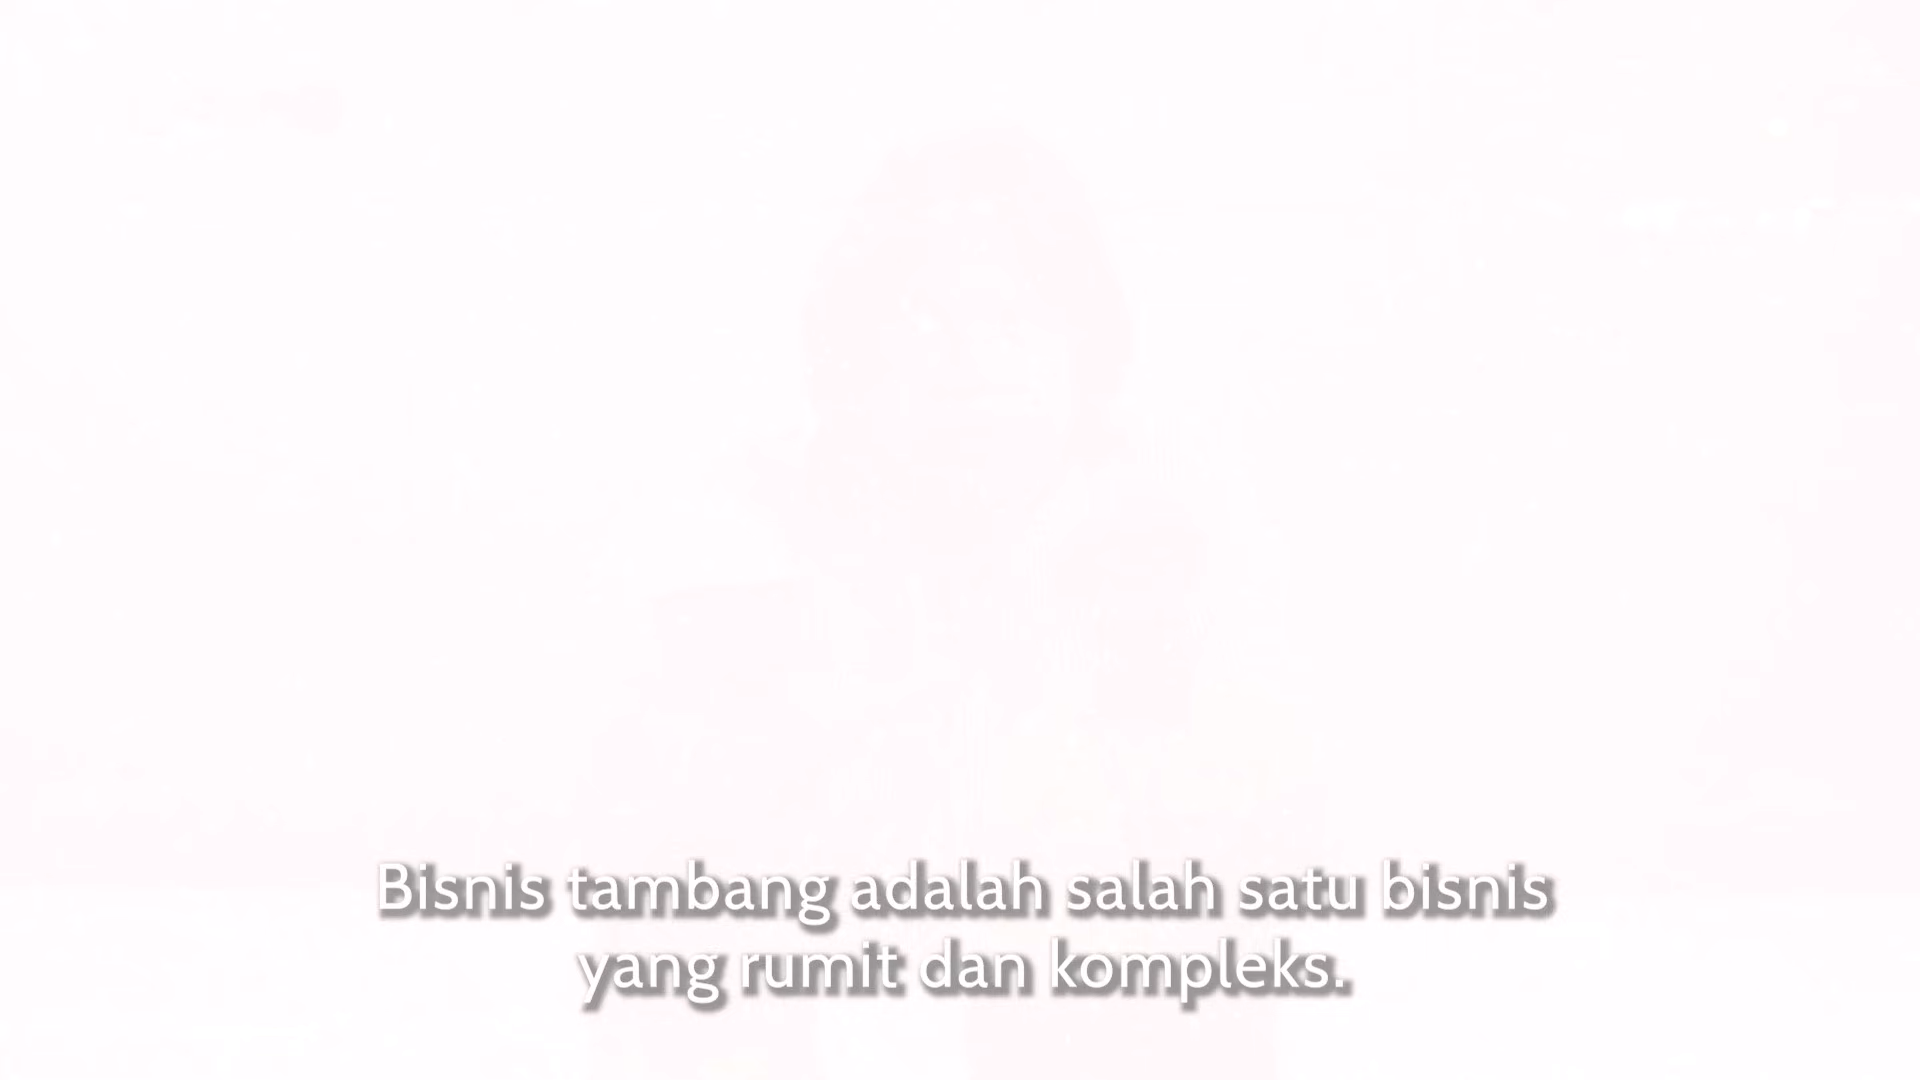 Bisnis tambang adalah salah satu bisnis
yang rumit dan kompleks.